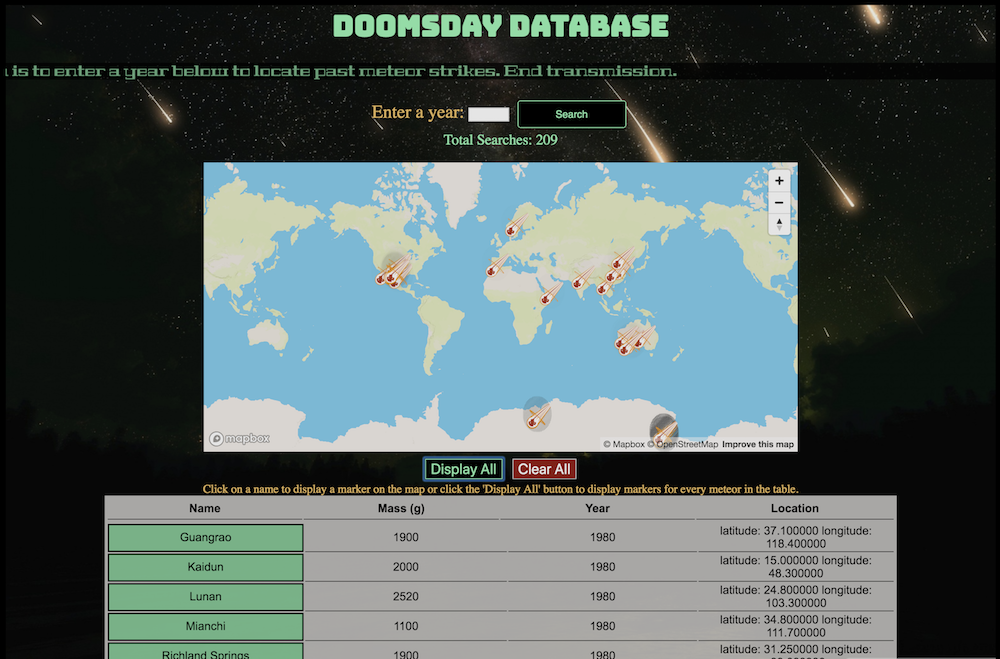 DOOMSDAY DATABASE
is to enter a year below to locate past meteor strikes. End transmission.
Enter a year: Search
Total Searches: 209
+
−
mapbox
© Mapbox © OpenStreetMap Improve this map
Display All Clear All
Click on a name to display a marker on the map or click the 'Display All' button to display markers for every meteor in the table.
Name Mass (g) Year Location
Guangrao 1900 1980 latitude: 37.100000 longitude:
118.400000
Kaidun 2000 1980 latitude: 15.000000 longitude:
48.300000
Lunan 2520 1980 latitude: 24.800000 longitude:
103.300000
Mianchi 1100 1980 latitude: 34.800000 longitude:
111.700000
Richland Springs 1900 1980 latitude: 31.250000 longitude: